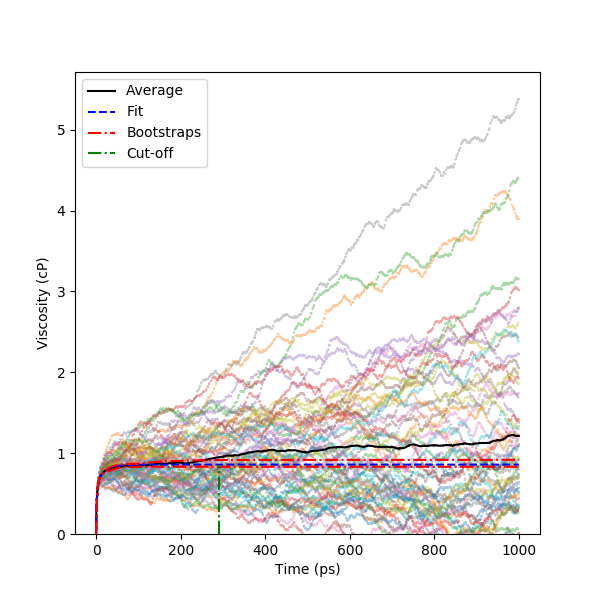 Average
Fit
Bootstraps
Cut-off
5
4
3
2
1
0
Viscosity (cP)
0 200 400 600 800 1000
Time (ps)